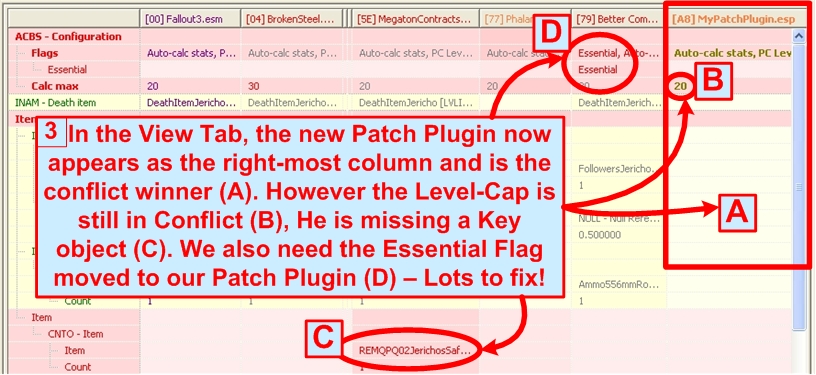 [00] Fallout3.esm [04] BrokenSteel.... [5E] MegatonContracts... [77] Phala [79] Better Com... [A8] MyPatchPlugin.esp
ACBS - Configuration
Flags Auto-calc stats, P... Auto-calc stats, P... Auto-calc stats, PC Lev... Auto-calc Essential, Auto-... Auto-calc stats, PC Lev
Essential Essential
Calc max 20 30 20 20 20 20
INAM - Death item DeathItemJericho DeathItemJericho... DeathItemJericho [LVLI... DeathItemJerich...
D
B
3 In the View Tab, the new Patch Plugin now
appears as the right-most column and is the
conflict winner (A). However the Level-Cap is
still in Conflict (B), He is missing a Key
object (C). We also need the Essential Flag
moved to our Patch Plugin (D) – Lots to fix!
FollowersJericho...
1
A
NULL - Null Refere...
0.500000
Ammo556mmRo...
Count 1 1 1 1
Item
CNTO - Item
C
Item REMQPQ02JerichosSaf...
Count